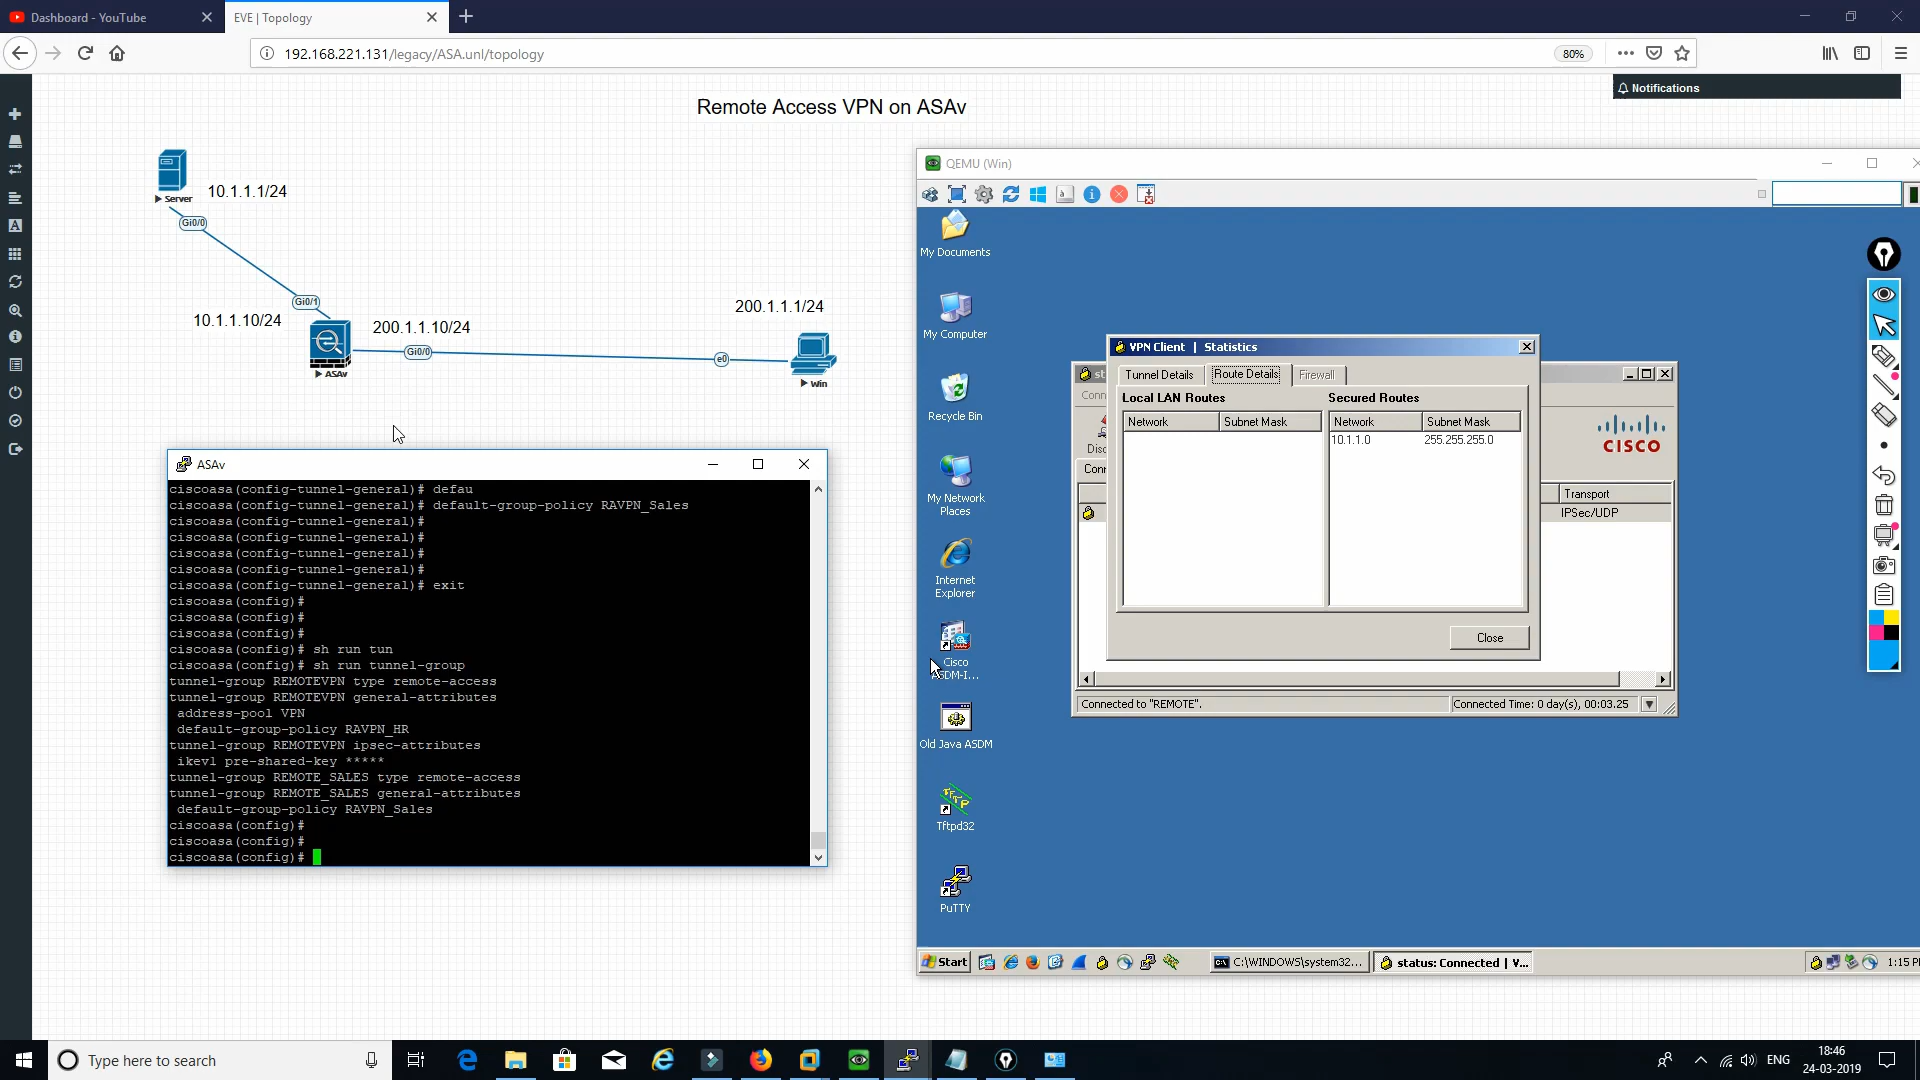 Dashboard - YouTube
EVE | Topology
192.168.221.131/legacy/ASA.unl/topology
80%
Notifications
Remote Access VPN on ASAv
Server
10.1.1.1/24
Gi0/0
Gi0/1
10.1.1.10/24
200.1.1.10/24
Gi0/0
ASAv
200.1.1.1/24
e0
Win
ASAv
ciscoasa(config-tunnel-general)# defau
ciscoasa(config-tunnel-general)# default-group-policy RAVPN_Sales
ciscoasa(config-tunnel-general)#
ciscoasa(config-tunnel-general)#
ciscoasa(config-tunnel-general)#
ciscoasa(config-tunnel-general)#
ciscoasa(config-tunnel-general)# exit
ciscoasa(config)#
ciscoasa(config)#
ciscoasa(config)#
ciscoasa(config)# sh run tun
ciscoasa(config)# sh run tunnel-group
tunnel-group REMOTEVPN type remote-access
tunnel-group REMOTEVPN general-attributes
address-pool VPN
default-group-policy RAVPN_HR
tunnel-group REMOTEVPN ipsec-attributes
ikev1 pre-shared-key *****
tunnel-group REMOTE_SALES type remote-access
tunnel-group REMOTE_SALES general-attributes
default-group-policy RAVPN_Sales
ciscoasa(config)#
ciscoasa(config)#
ciscoasa(config)#
QEMU (Win)
My Documents
My Computer
Recycle Bin
My Network
Places
Internet
Explorer
Cisco
ASDM-I...
Old Java ASDM
Tftpd32
PuTTY
VPN Client | Statistics
Tunnel Details
Route Details
Firewall
Local LAN Routes
Secured Routes
Network
Subnet Mask
Network
Subnet Mask
10.1.1.0
255.255.255.0
Close
CISCO
Transport
IPSec/UDP
Connected to "REMOTE".
Connected Time: 0 day(s), 00:03.25
Start
C:\WINDOWS\system32...
status: Connected | V...
1:15
Type here to search
ENG
18:46
24-03-2019